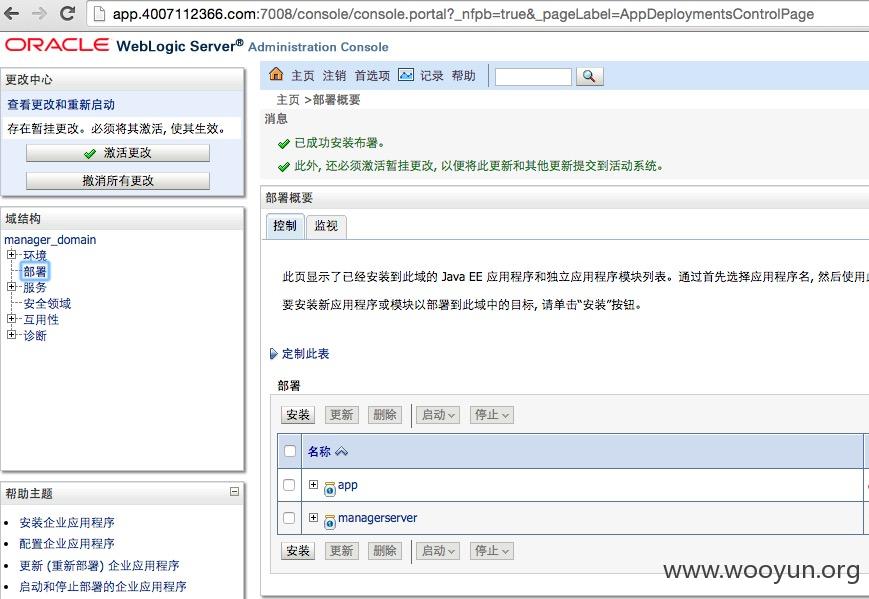 app.4007112366.com:7008/console/console.portal?_nfpb=true&_pageLabel=AppDeploymentsControlPage
ORACLE WebLogic Server® Administration Console
更改中心
查看更改和重新启动
存在暂挂更改。必须将其激活, 使其生效。
激活更改
撤消所有更改
域结构
manager_domain
环境
部署
服务
安全领域
互用性
诊断
帮助主题
安装企业应用程序
配置企业应用程序
更新 (重新部署) 企业应用程序
启动和停止部署的企业应用程序
主页 注销 首选项 记录 帮助
主页 >部署概要
消息
已成功安装布署。
此外, 还必须激活暂挂更改, 以便将此更新和其他更新提交到活动系统。
部署概要
控制 监视
此页显示了已经安装到此域的 Java EE 应用程序和独立应用程序模块列表。通过首先选择应用程序名, 然后使用
要安装新应用程序或模块以部署到此域中的目标, 请单击“安装”按钮。
定制此表
部署
安装 更新 删除 启动 停止
名称
app
managerserver
安装 更新 删除 启动 停止
www.wooyun.org